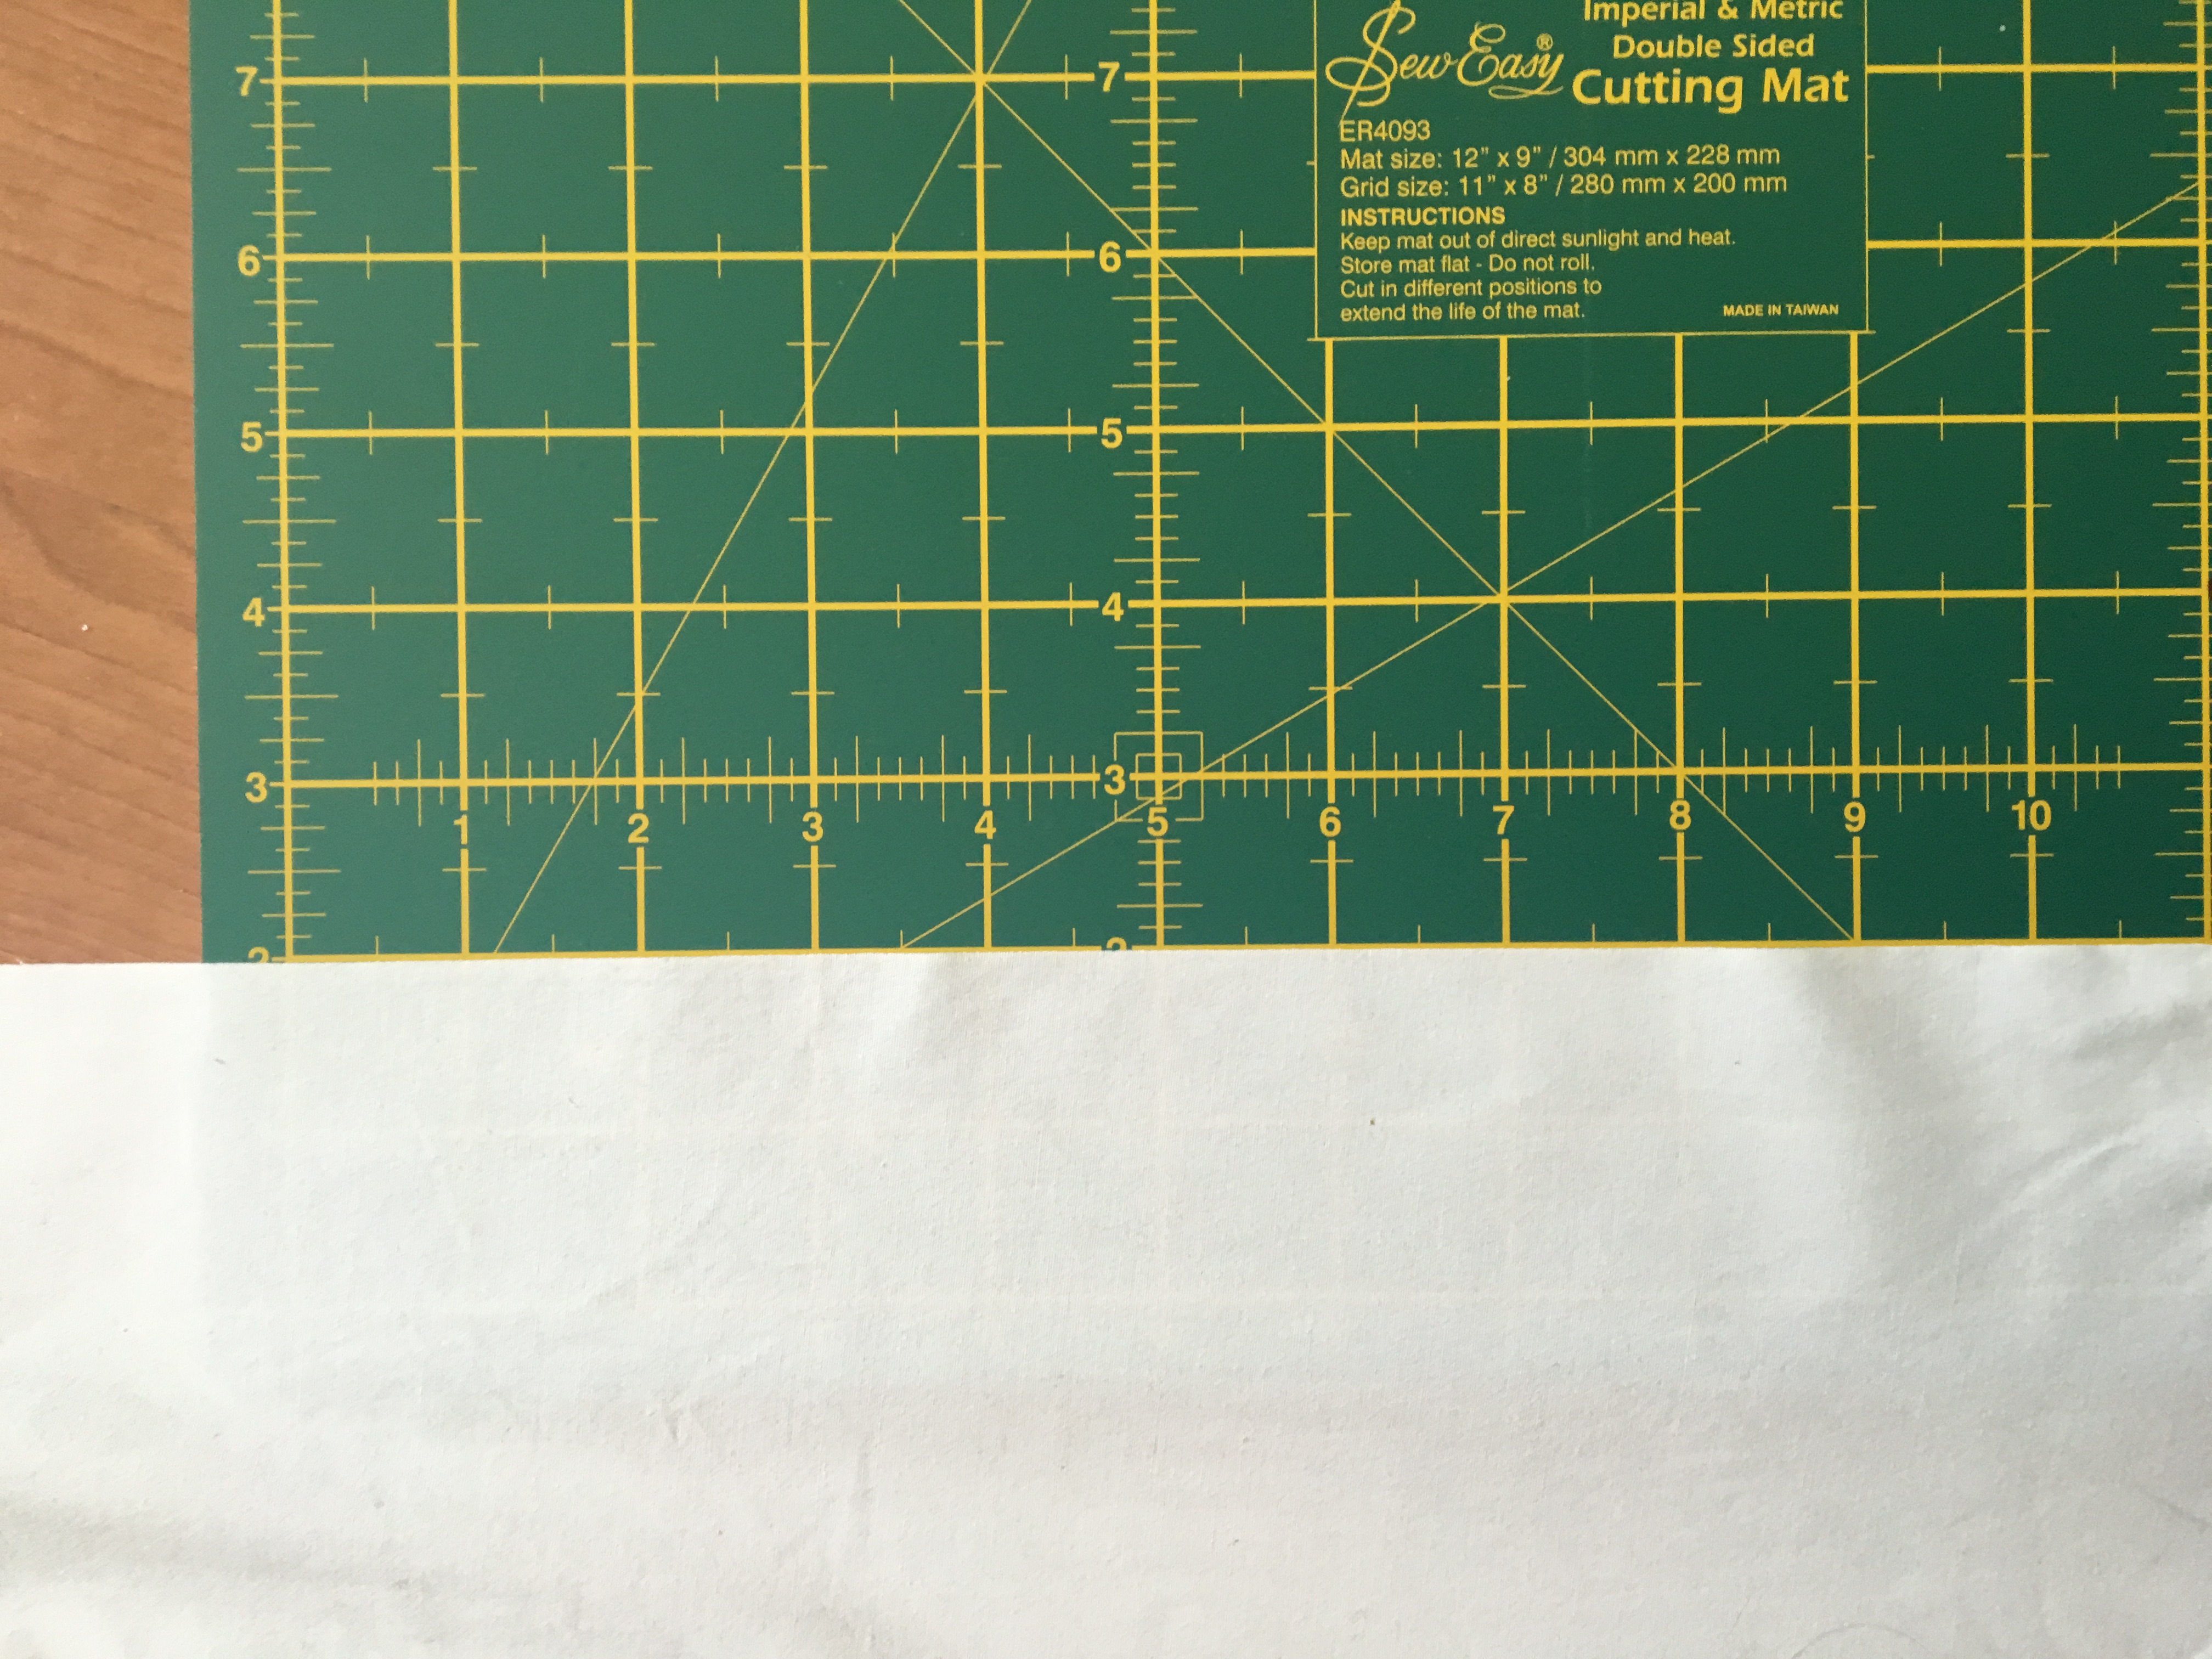 Imperial & Metric
Double Sided
Sew Easy® Cutting Mat
ER4093
Mat size: 12” x 9” / 304 mm x 228 mm
Grid size: 11” x 8” / 280 mm x 200 mm
INSTRUCTIONS
Keep mat out of direct sunlight and heat.
Store mat flat - Do not roll.
Cut in different positions to
extend the life of the mat.
MADE IN TAIWAN
7 7
6 6
5 5
4 4
3 3
1 2 3 4 5 6 7 8 9 10
2 2